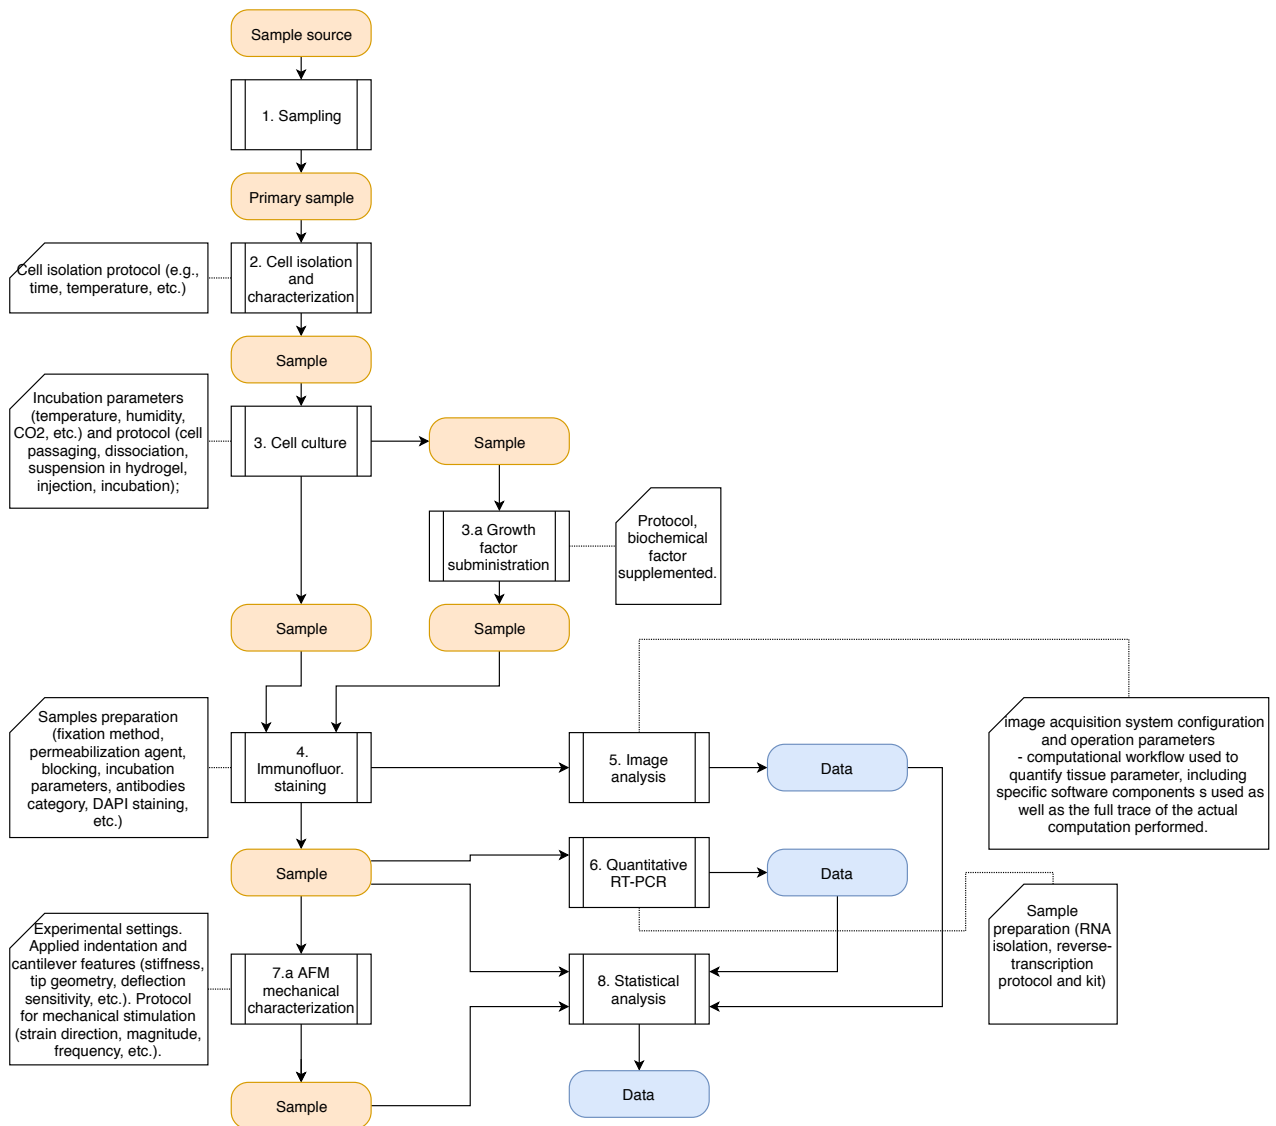 Sample source
1. Sampling
Primary sample
Cell isolation protocol (e.g.,
time, temperature, etc.)
2. Cell isolation
and
characterization
Sample
Incubation parameters
(temperature, humidity,
CO2, etc.) and protocol (cell
passaging, dissociation,
suspension in hydrogel,
injection, incubation);
3. Cell culture
Sample
3.a Growth
factor
subministration
Protocol,
biochemical
factor
supplemented.
Sample
Sample
Samples preparation
(fixation method,
permeabilization agent,
blocking, incubation
parameters, antibodies
category, DAPI staining,
etc.)
4.
Immunofluor.
staining
5. Image
analysis
Data
image acquisition system configuration
and operation parameters
- computational workflow used to
quantify tissue parameter, including
specific software components s used as
well as the full trace of the actual
computation performed.
Sample
6. Quantitative
RT-PCR
Data
Sample
preparation (RNA
isolation, reverse-
transcription
protocol and kit)
Experimental settings.
Applied indentation and
cantilever features (stiffness,
tip geometry, deflection
sensitivity, etc.). Protocol
for mechanical stimulation
(strain direction, magnitude,
frequency, etc.).
7.a AFM
mechanical
characterization
8. Statistical
analysis
Sample
Data